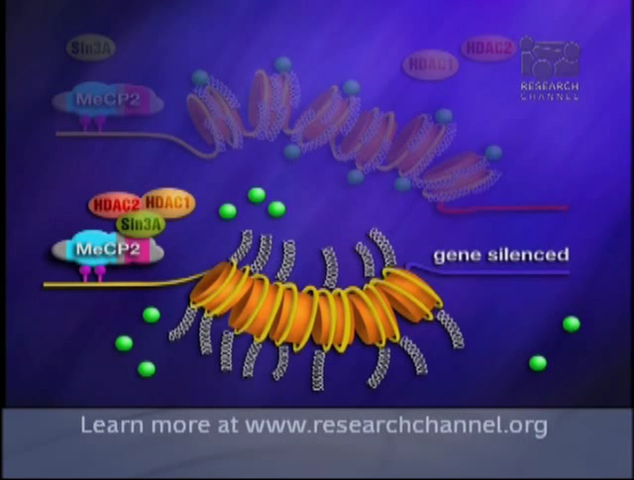 Sin3A
HDAC1
HDAC2
RESEARCH
CHANNEL
MeCP2
HDAC2
HDAC1
Sin3A
MeCP2
gene silenced
Learn more at www.researchchannel.org